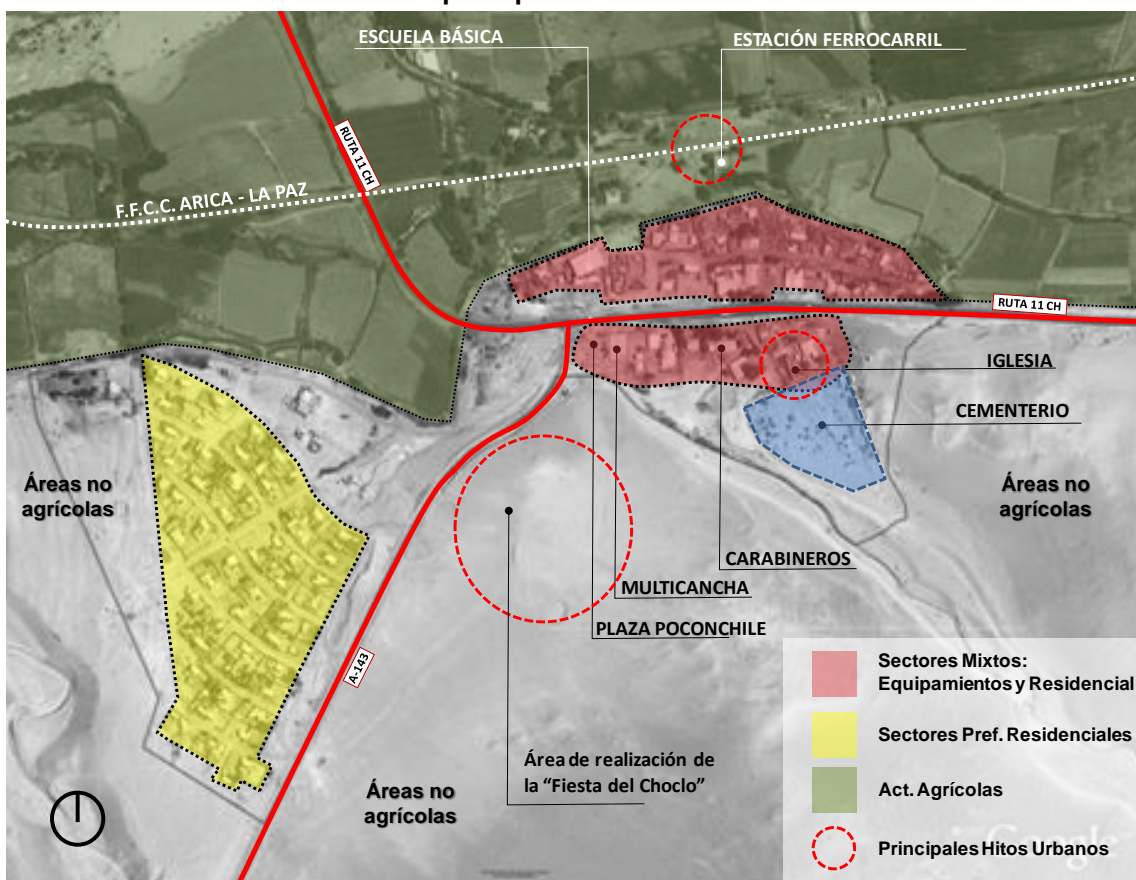 ESCUELA BÁSICA
ESTACIÓN FERROCARRIL
RUTA 11 CH
F.F.C.C. ARICA - LA PAZ
RUTA 11 CH
IGLESIA
CEMENTERIO
Áreas no
agrícolas
Áreas no
agrícolas
CARABINEROS
MULTICANCHA
PLAZA POCONCHILE
A-143
Área de realización de
la “Fiesta del Choclo”
Áreas no
agrícolas
Sectores Mixtos:
Equipamientos y Residencial
Sectores Pref. Residenciales
Act. Agrícolas
Principales Hitos Urbanos
Google